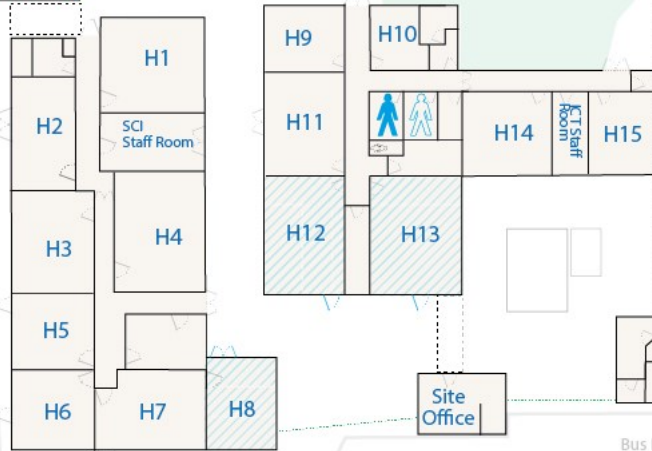 H1
H2
SCI
Staff Room
H3
H4
H5
H6
H7
H8
H9
H10
H11
H12
H13
H14
ICT Staff
Room
H15
Site
Office
Bus